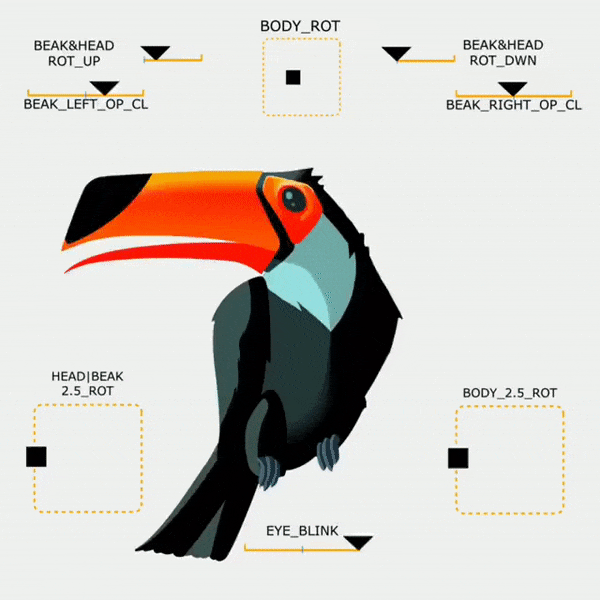 BODY_ROT
BEAK&HEAD
ROT_UP
BEAK&HEAD
ROT_DWN
BEAK_LEFT_OP_CL
BEAK_RIGHT_OP_CL
HEAD|BEAK
2.5_ROT
BODY_2.5_ROT
EYE_BLINK